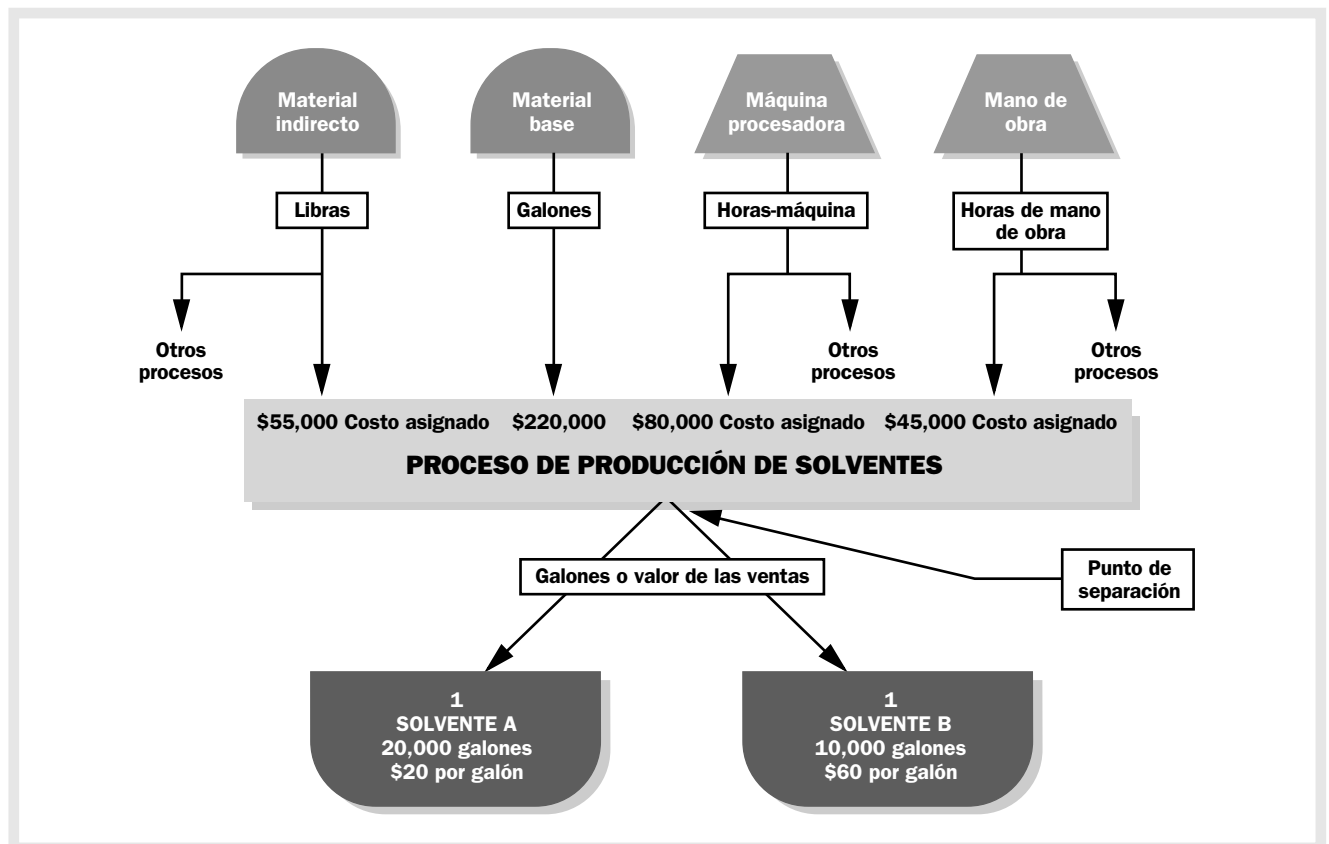 Material
indirecto
Material
base
Máquina
procesadora
Mano de
obra
Libras
Galones
Horas-máquina
Horas de mano
de obra
Otros
procesos
Otros
procesos
Otros
procesos
$55,000 Costo asignado
$220,000
$80,000 Costo asignado
$45,000 Costo asignado
PROCESO DE PRODUCCIÓN DE SOLVENTES
Galones o valor de las ventas
Punto de
separación
1
SOLVENTE A
20,000 galones
$20 por galón
1
SOLVENTE B
10,000 galones
$60 por galón